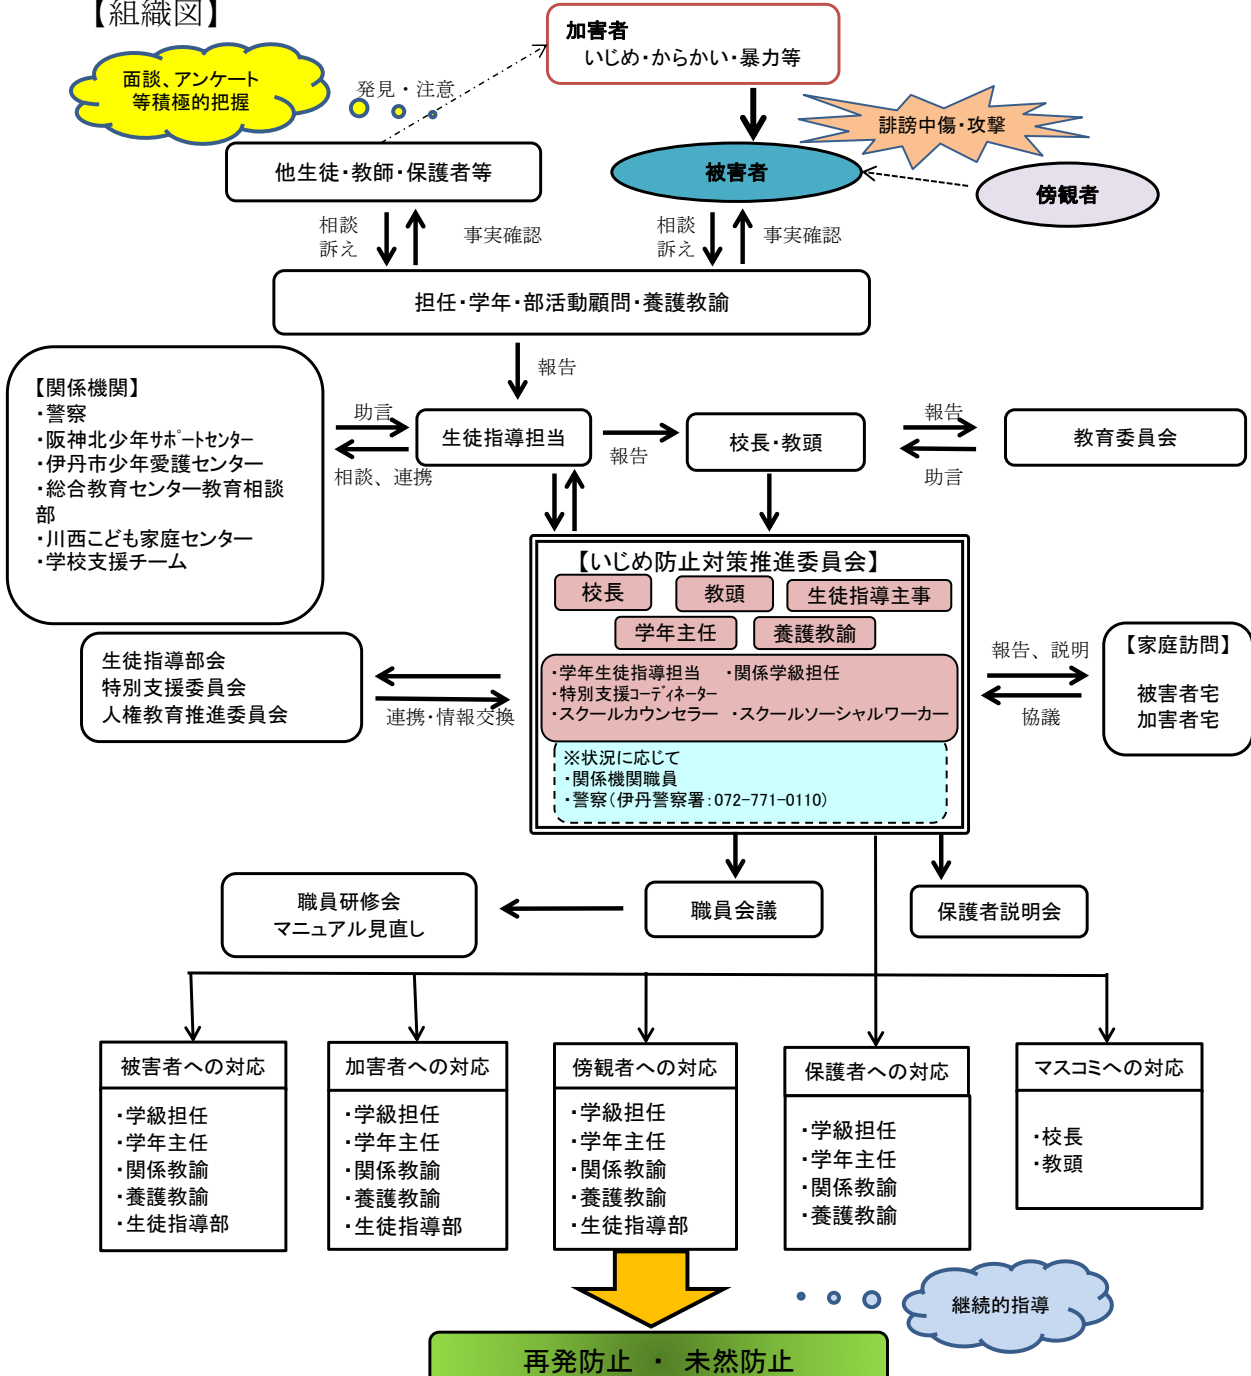 【組織図】
加害者
いじめ・からかい・暴力等
面談、アンケート
等積極的把握
発見・注意
誹謗中傷・攻撃
他生徒・教師・保護者等
被害者
傍観者
相談
訴え
事実確認
相談
訴え
事実確認
担任・学年・部活動顧問・養護教諭
報告
【関係機関】
・警察
・阪神北少年ｻﾎﾟｰﾄセンター
・伊丹市少年愛護センター
・総合教育センター教育相談
部
・川西こども家庭センター
・学校支援チーム
助言
相談、連携
生徒指導担当
報告
校長・教頭
報告
助言
教育委員会
【いじめ防止対策推進委員会】
校長
教頭
生徒指導主事
学年主任
養護教諭
・学年生徒指導担当 ・関係学級担任
・特別支援ｺｰﾃﾞｨﾈｰﾀｰ
・スクールカウンセラー ・スクールソーシャルワーカー
※状況に応じて
・関係機関職員
・警察（伊丹警察署：072-771-0110）
生徒指導部会
特別支援委員会
人権教育推進委員会
連携・情報交換
報告、説明
協議
【家庭訪問】
被害者宅
加害者宅
職員研修会
マニュアル見直し
職員会議
保護者説明会
被害者への対応
・学級担任
・学年主任
・関係教諭
・養護教諭
・生徒指導部
加害者への対応
・学級担任
・学年主任
・関係教諭
・養護教諭
・生徒指導部
傍観者への対応
・学級担任
・学年主任
・関係教諭
・養護教諭
・生徒指導部
保護者への対応
・学級担任
・学年主任
・関係教諭
・養護教諭
マスコミへの対応
・校長
・教頭
継続的指導
再発防止 ・ 未然防止